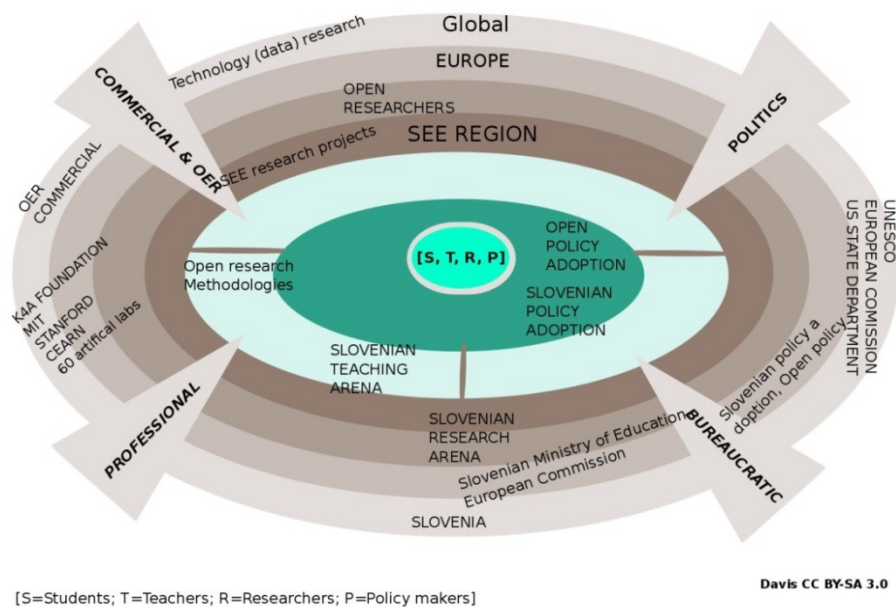 Global
Technology (data) research
EUROPE
OPEN
RESEARCHERS
SEE REGION
SEE research projects
COMMERCIAL & OER
POLITICS
OER
COMMERCIAL
UNESCO
EUROPEAN COMISSION
US STATE DEPARTMENT
[S, T, R, P]
OPEN
POLICY
ADOPTION
Open research
Methodologies
SLOVENIAN
POLICY
ADOPTION
K4A FOUNDATION
MIT
STANFORD
CEARN
60 artifical labs
SLOVENIAN
TEACHING
ARENA
Slovenian policy a
doption, Open policy
PROFESSIONAL
BUREAUCRATIC
SLOVENIAN
RESEARCH
ARENA
Slovenian Ministry of Education
European Commission
SLOVENIA
Davis CC BY-SA 3.0
[S=Students; T=Teachers; R=Researchers; P=Policy makers]